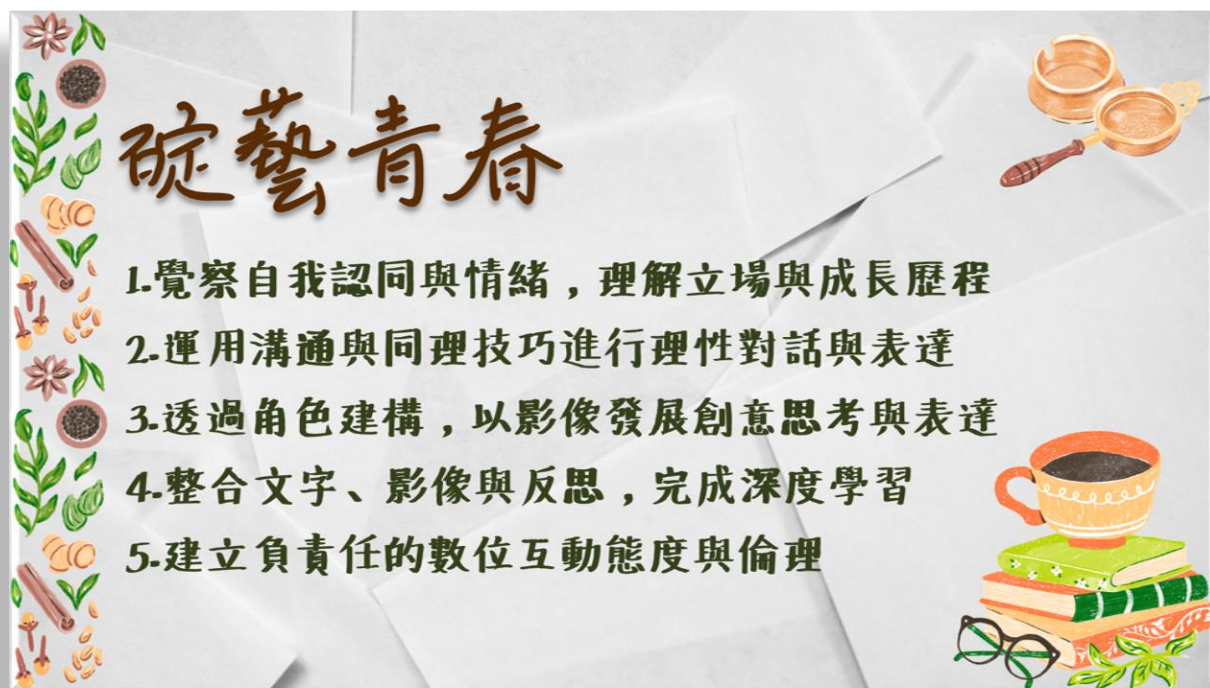 碇藝青春
1.覺察自我認同與情緒，理解立場與成長歷程
2.運用溝通與同理技巧進行理性對話與表達
3.透過角色建構，以影像發展創意思考與表達
4.整合文字、影像與反思，完成深度學習
5.建立負責任的數位互動態度與倫理